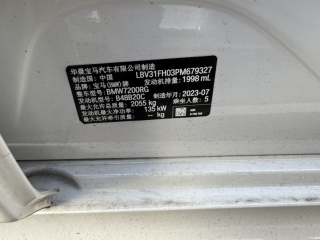 华晨宝马汽车有限公司制造
制造国：中国 LBV31FH03PM679327
品牌：宝马(BMW)牌 发动机排量：1998 mL
整车型号：BMW7200RG
发动机型号：B48B20C 制造年月：2023-07
最大允许总质量：2055 kg 乘坐人数：5
发动机最大净功率：135 kW
— kg